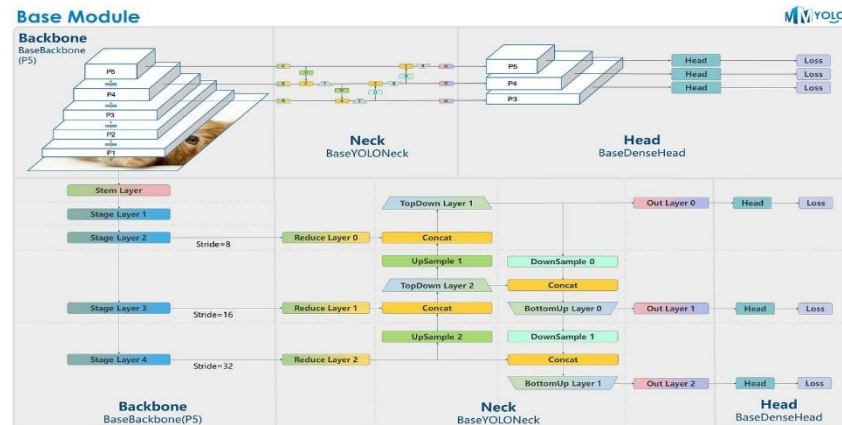 Base Module
MMYOLO
Backbone
BaseBackbone
(P5)
P5
P4
P3
P2
P1
P5
P4
P3
Head
Loss
Head
Loss
Head
Loss
Neck
BaseYOLONeck
Head
BaseDenseHead
Stem Layer
Stage Layer 1
Stage Layer 2
Stride=8
Reduce Layer 0
TopDown Layer 1
Concat
Out Layer 0
Head
Loss
UpSample 1
DownSample 0
TopDown Layer 2
Concat
Stage Layer 3
Stride=16
Reduce Layer 1
Concat
BottomUp Layer 0
Out Layer 1
Head
Loss
UpSample 2
DownSample 1
Stage Layer 4
Stride=32
Reduce Layer 2
Concat
BottomUp Layer 1
Out Layer 2
Head
Loss
Backbone
BaseBackbone(P5)
Neck
BaseYOLONeck
Head
BaseDenseHead